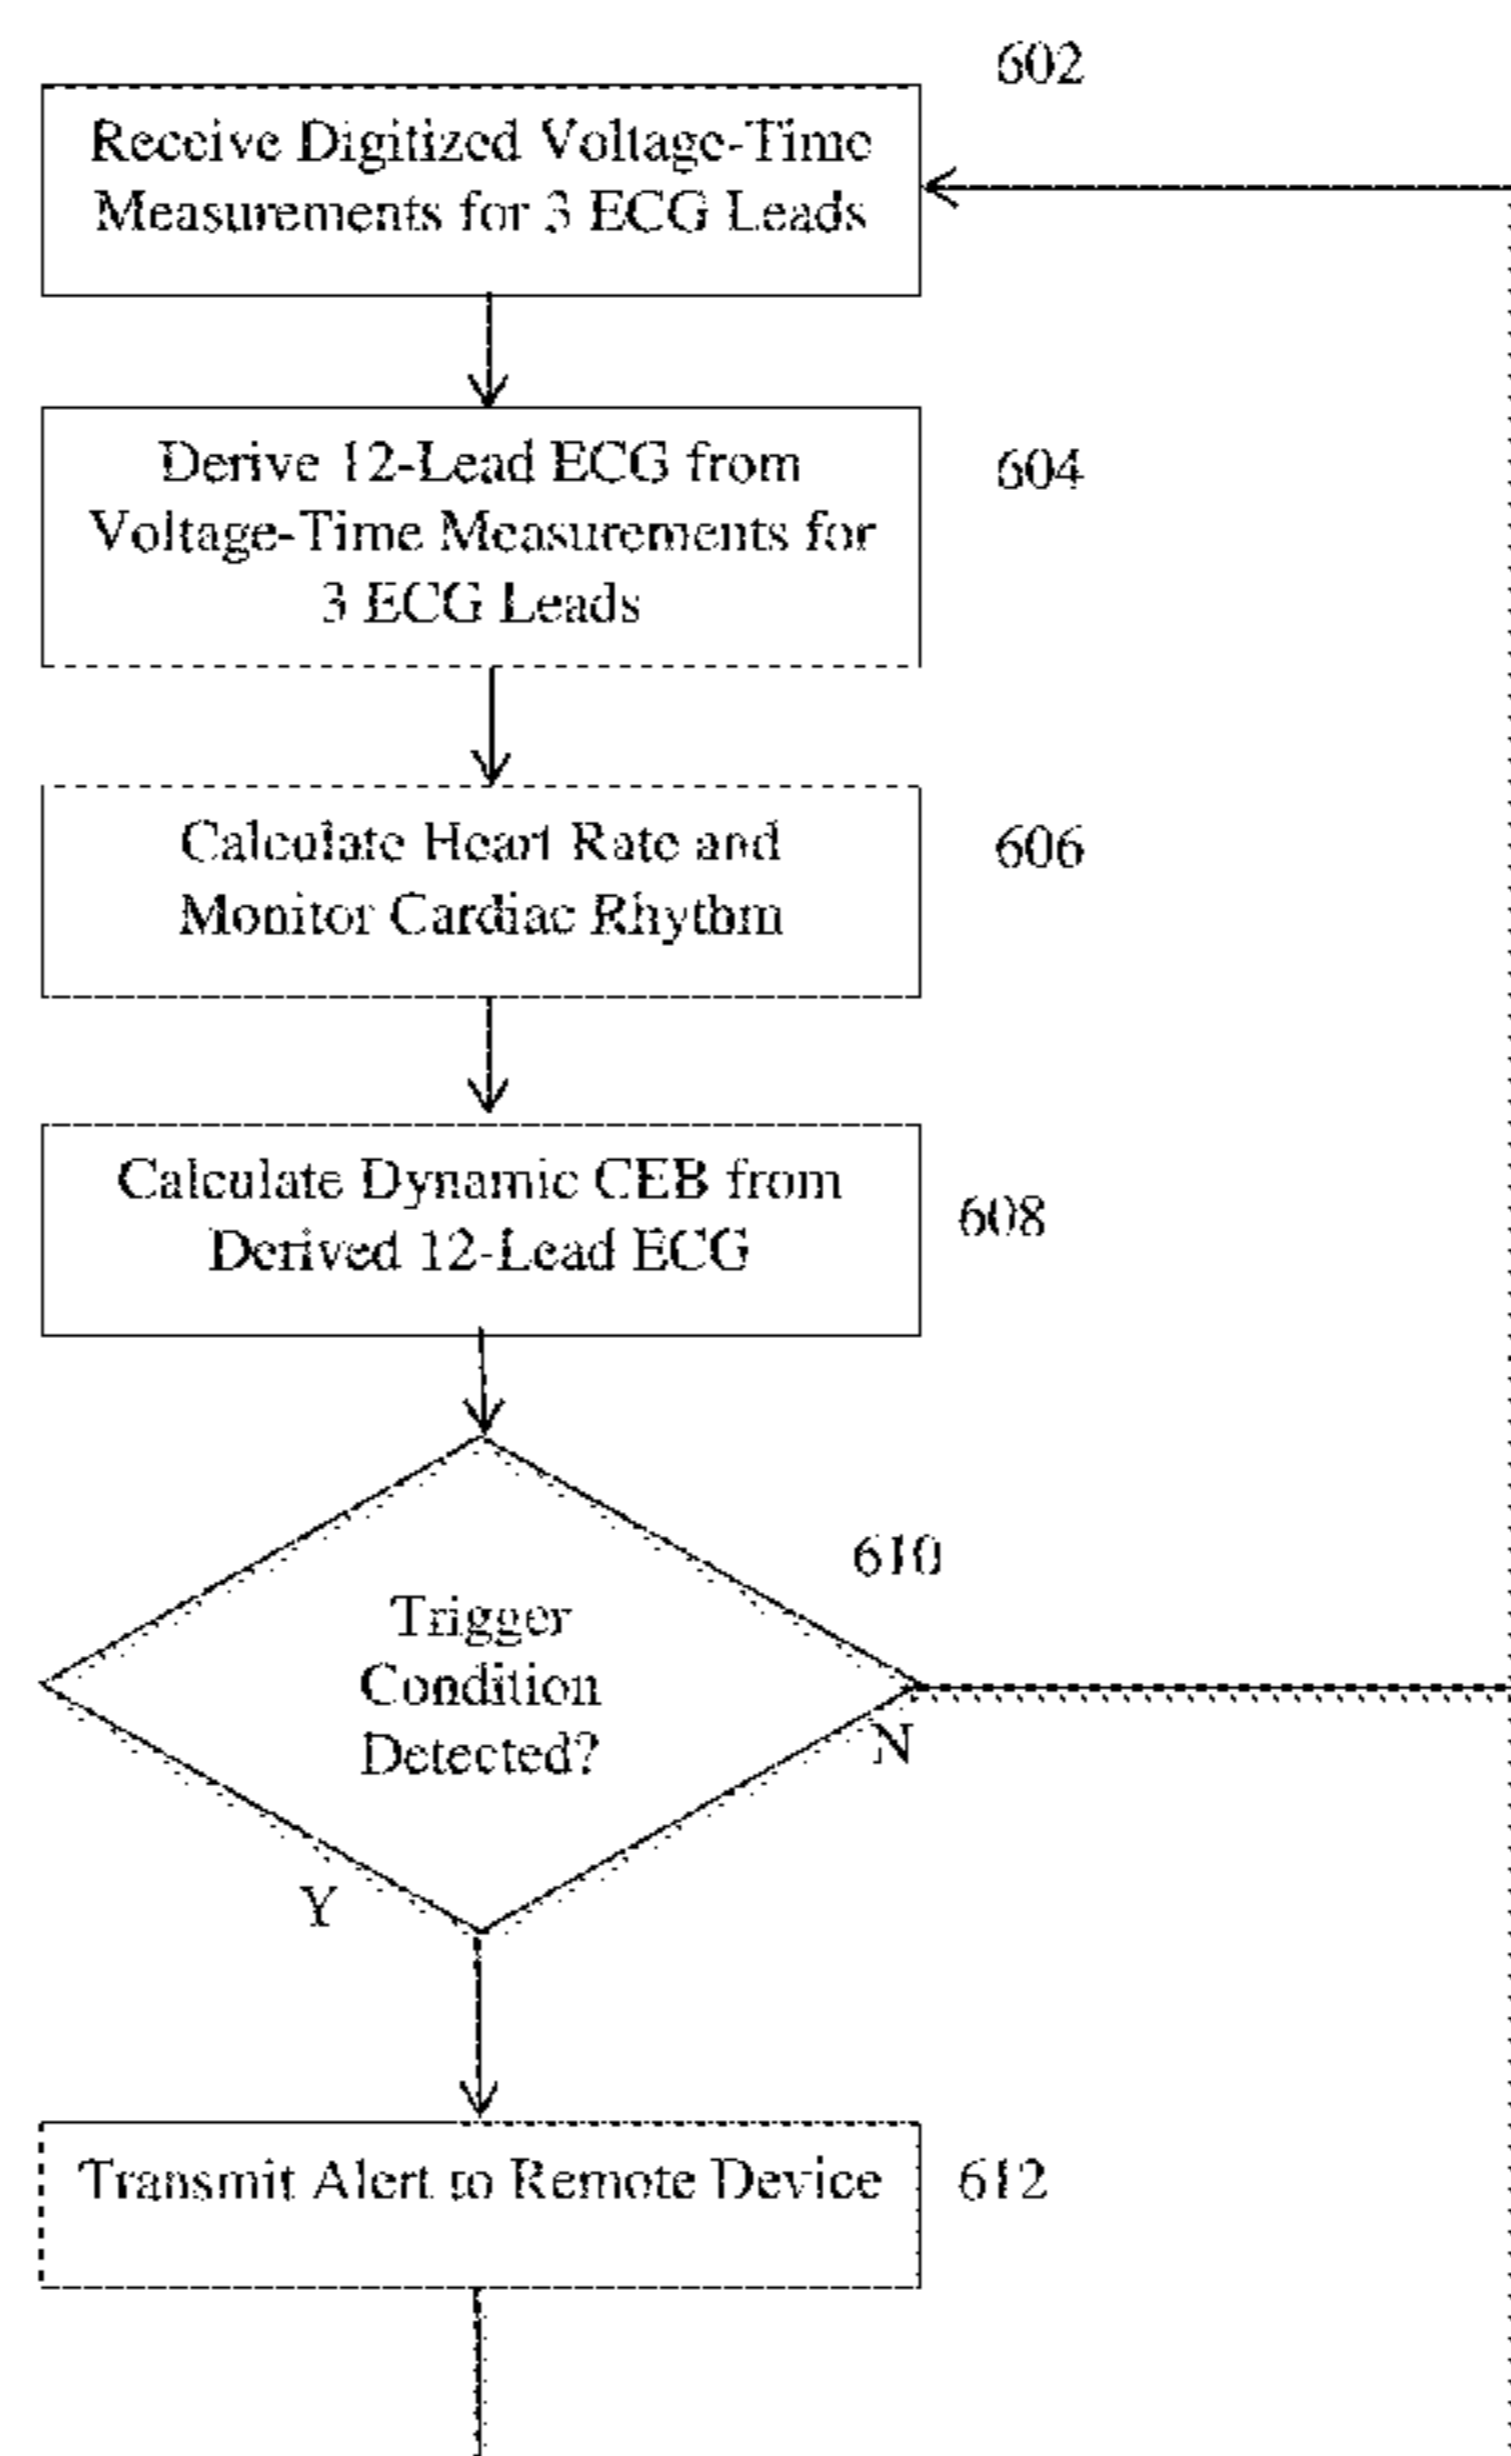 602
Receive Digitized Voltage-Time
Measurements for 3 ECG Leads
Derive 12-Lead ECG from
Voltage-Time Measurements for
3 ECG Leads
604
Calculate Heart Rate and
Monitor Cardiac Rhythm
606
Calculate Dynamic CEB from
Derived 12-Lead ECG
608
610
Trigger
Condition
Detected?
N
Y
Transmit Alert to Remote Device
612